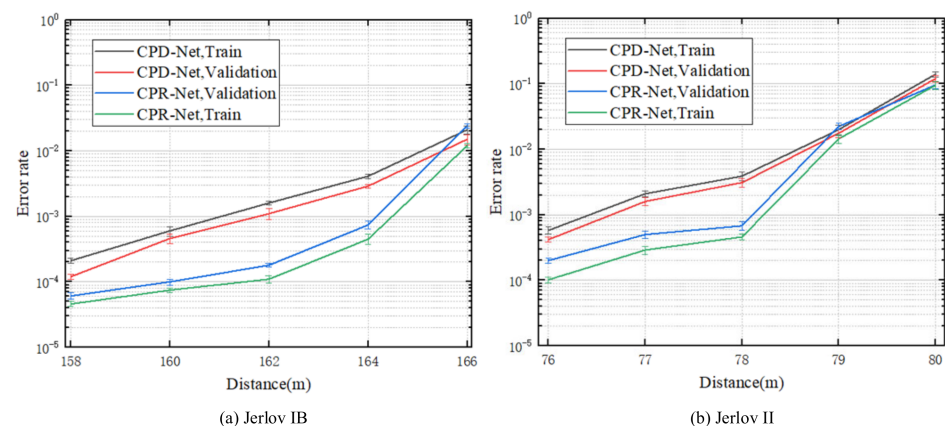 10^0
10^-1
10^-2
10^-3
10^-4
10^-5
Error rate
CPD-Net,Train
CPD-Net,Validation
CPR-Net,Validation
CPR-Net,Train
158 160 162 164 166
Distance(m)
(a) Jerlov IB
10^0
10^-1
10^-2
10^-3
10^-4
10^-5
Error rate
CPD-Net,Train
CPD-Net,Validation
CPR-Net,Validation
CPR-Net,Train
76 77 78 79 80
Distance(m)
(b) Jerlov II